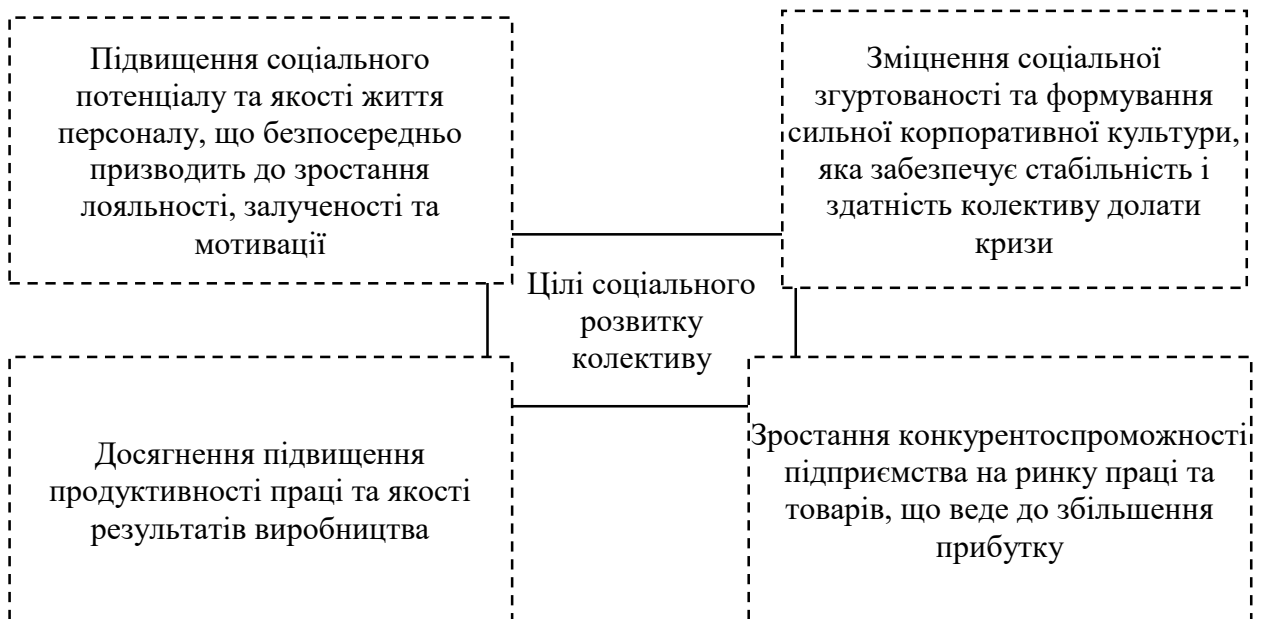 Підвищення соціального
потенціалу та якості життя
персоналу, що безпосередньо
призводить до зростання
лояльності, залученості та
мотивації
Зміцнення соціальної
згуртованості та формування
сильної корпоративної культури,
яка забезпечує стабільність і
здатність колективу долати
кризи
Цілі соціального
розвитку
колективу
Досягнення підвищення
продуктивності праці та якості
результатів виробництва
Зростання конкурентоспроможності
підприємства на ринку праці та
товарів, що веде до збільшення
прибутку